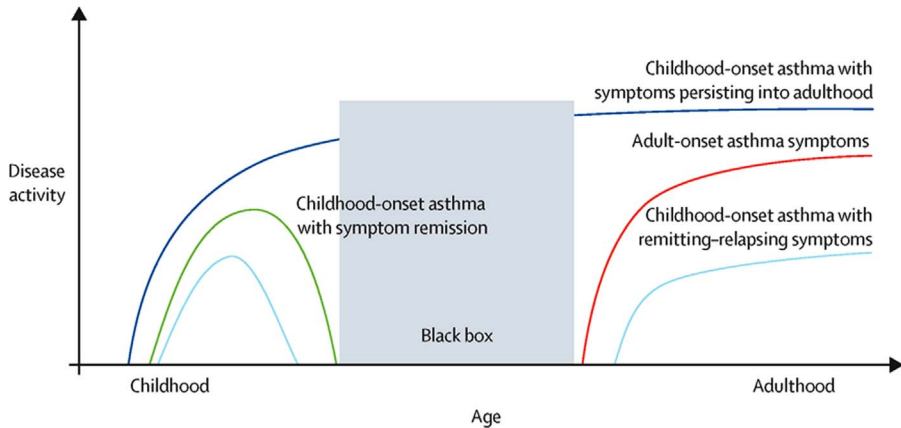 Disease
activity
Childhood-onset asthma with
symptoms persisting into adulthood
Adult-onset asthma symptoms
Childhood-onset asthma
with symptom remission
Childhood-onset asthma with
remitting–relapsing symptoms
Black box
Childhood
Adulthood
Age